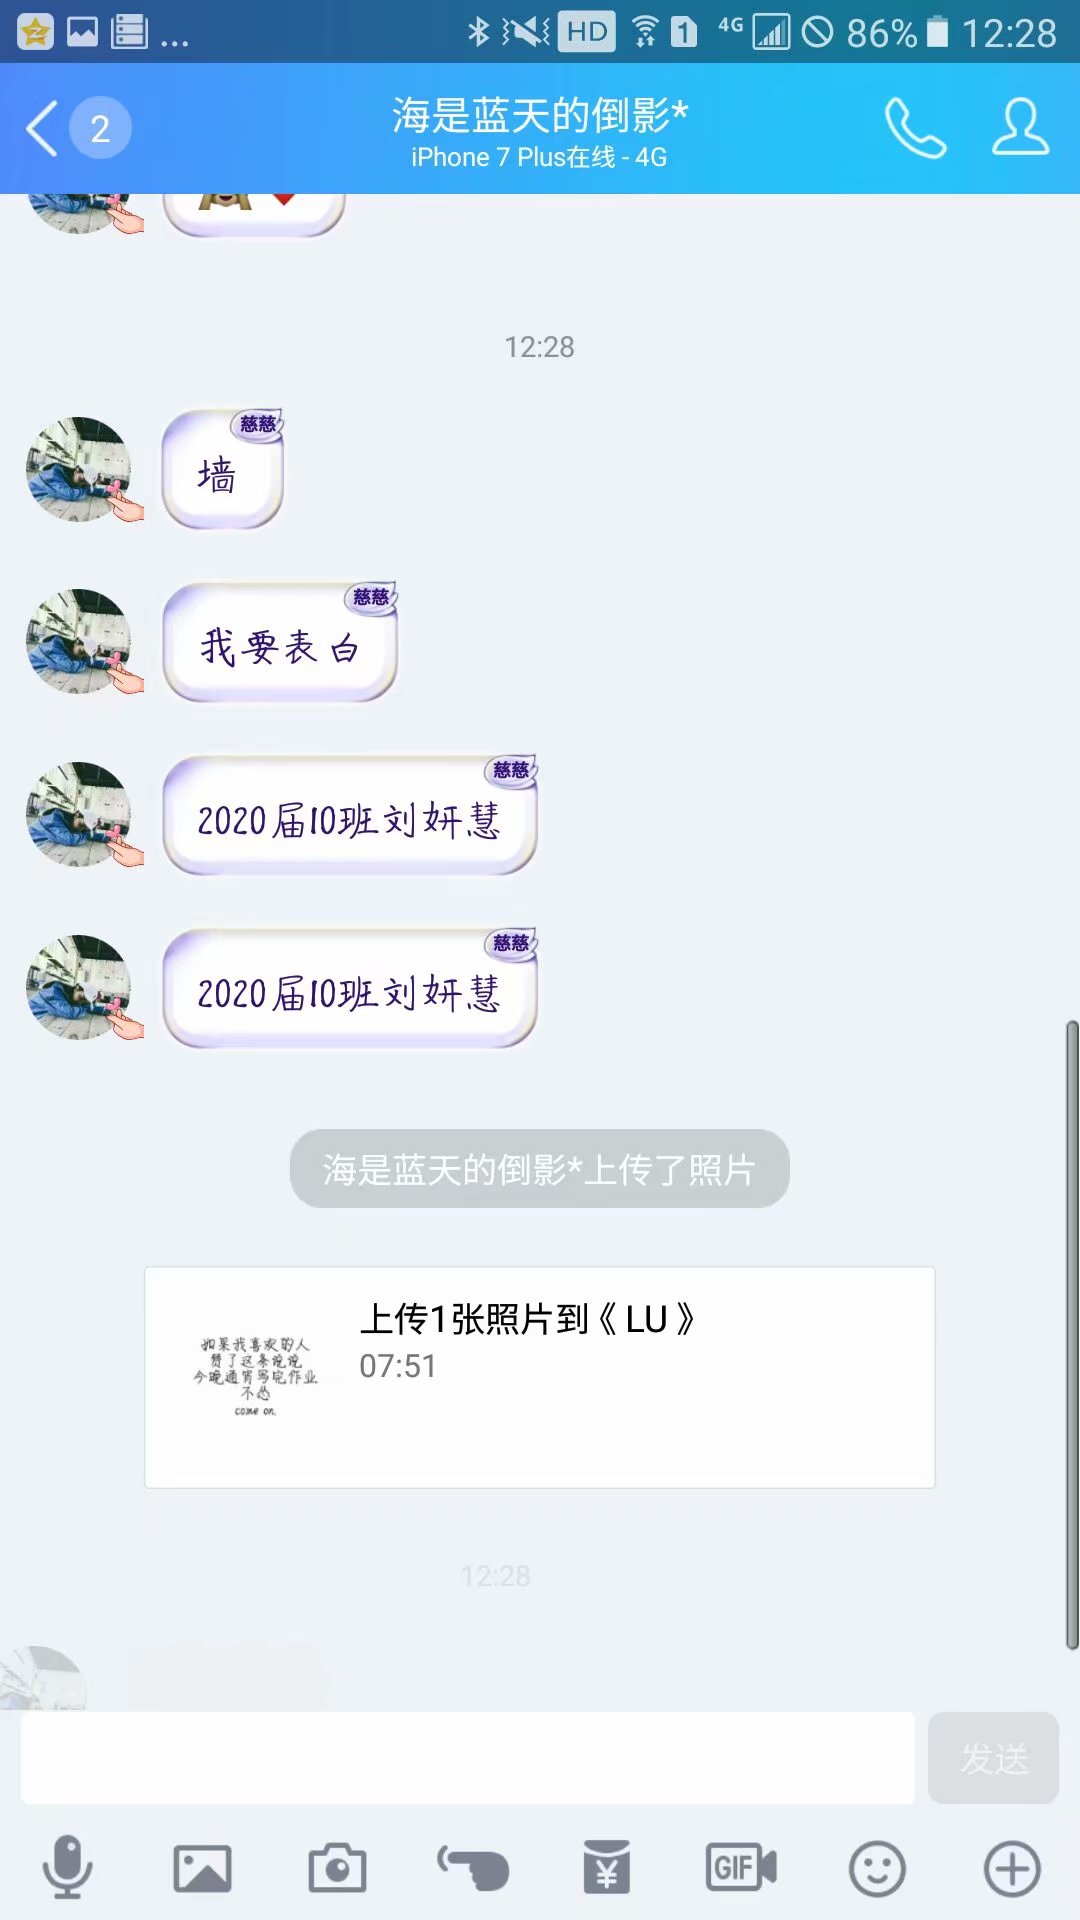 ... HD 1 4G 86% 12:28
2
海是蓝天的倒影*
iPhone 7 Plus在线 - 4G
12:28
慈慈
墙
慈慈
我要表白
慈慈
2020届10班刘妍慧
慈慈
2020届10班刘妍慧
海是蓝天的倒影*上传了照片
上传1张照片到《 LU 》
07:51
如果我喜欢的人
赞了这条说说
今晚通宵写完作业
不怂
come on.
12:28
发送
¥
GIF